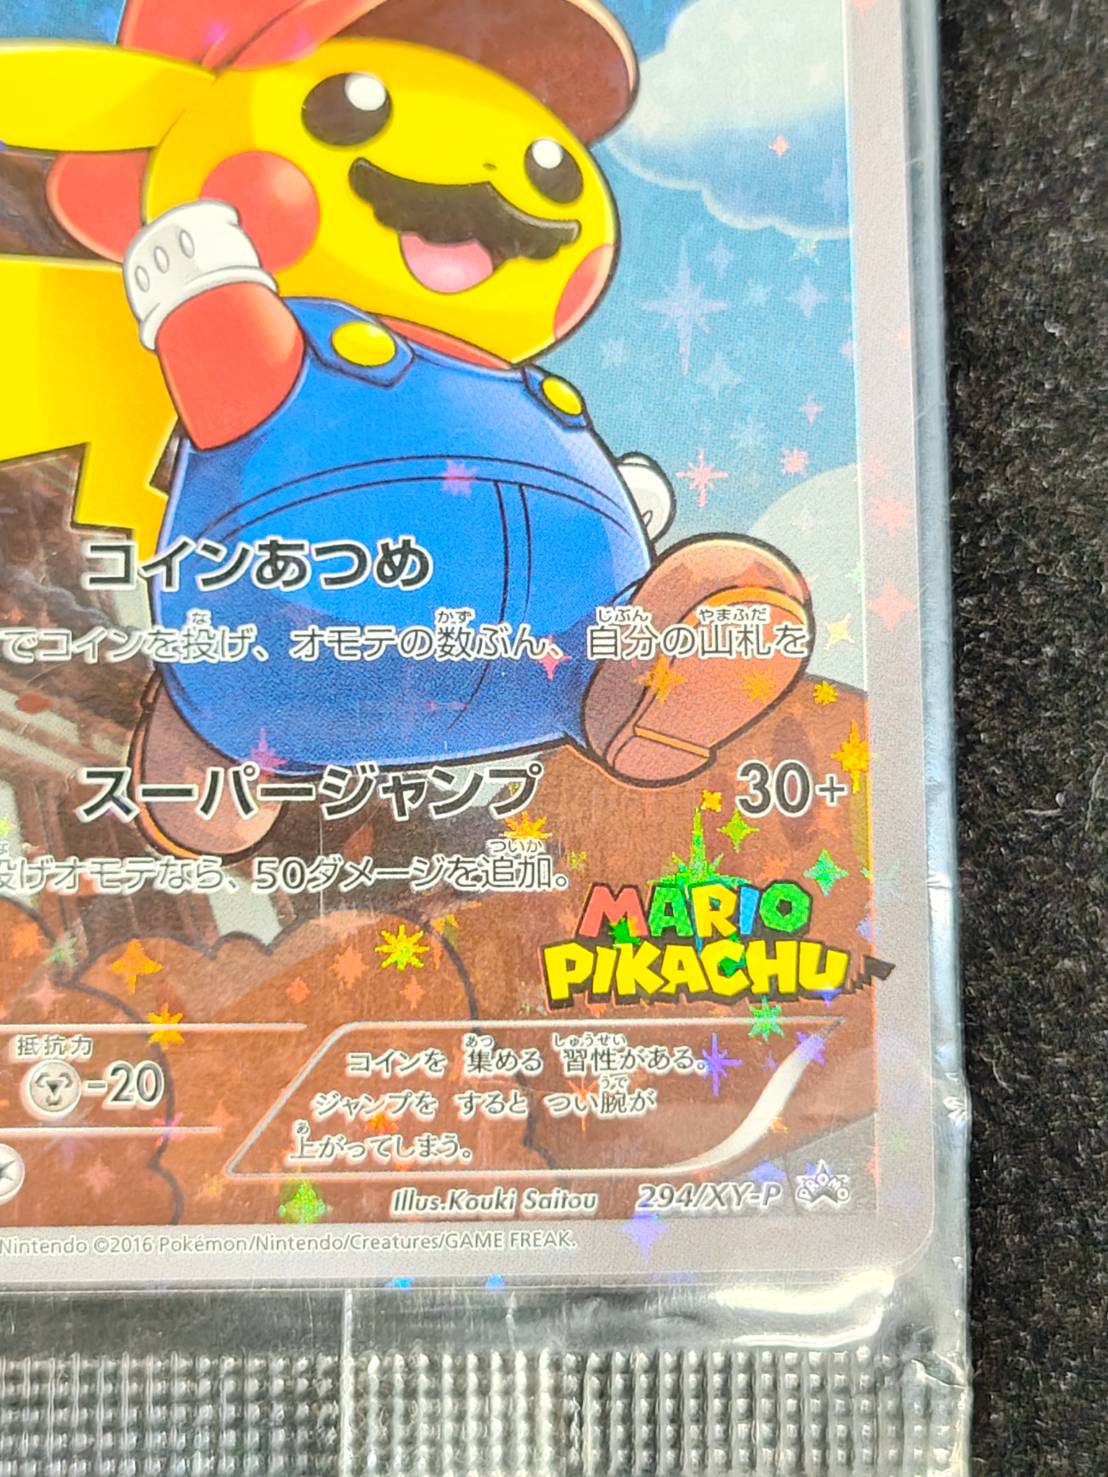 コインあつめ
でコインを投げ、オモテの数ぶん、自分の山札を
スーパージャンプ 30+
投げオモテなら、50ダメージを追加。
MARIO
PIKACHU
抵抗力
-20
コインを 集める 習性がある。
ジャンプを すると つい腕が
上がってしまう。
Illus.Kouki Saitou 294/XY-P PROMO
Nintendo ©2016 Pokémon/Nintendo/Creatures/GAME FREAK.